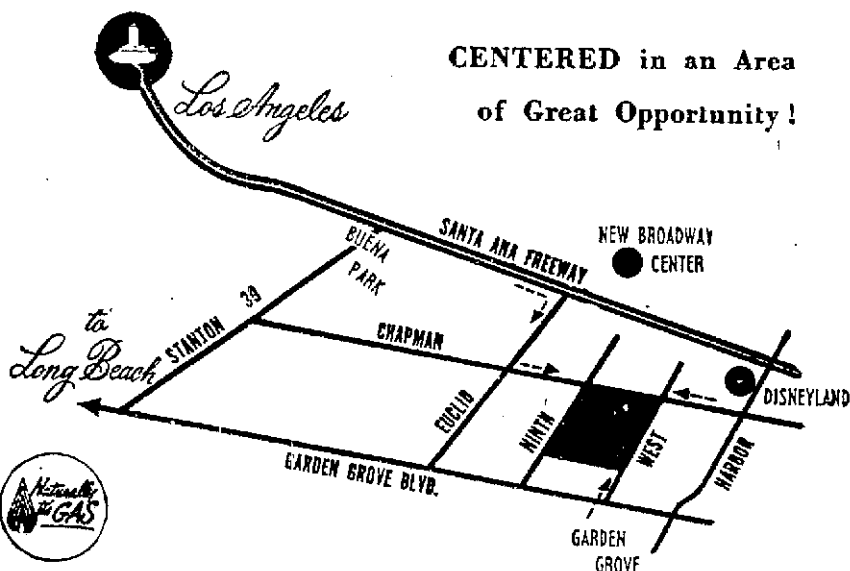 CENTERED in an Area
of Great Opportunity !
Los Angeles
SANTA ANA FREEWAY
NEW BROADWAY
CENTER
BUENA
PARK
STANTON 39
CHAPMAN
to
Long Beach
EUCLID
NINTH
WEST
HARBOR
DISNEYLAND
GARDEN GROVE BLVD.
GARDEN
GROVE
Naturally
it's GAS